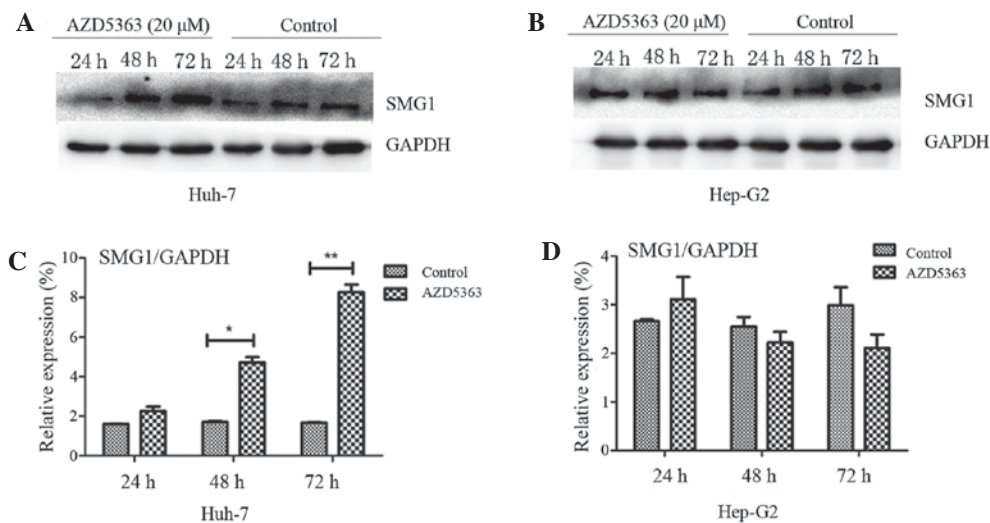 A
AZD5363 (20 μM) Control
24 h 48 h 72 h 24 h 48 h 72 h
SMG1
GAPDH
Huh-7
B
AZD5363 (20 μM) Control
24 h 48 h 72 h 24 h 48 h 72 h
SMG1
GAPDH
Hep-G2
C
SMG1/GAPDH
Relative expression (%)
10
8
6
4
2
0
*
**
Control
AZD5363
24 h 48 h 72 h
Huh-7
D
SMG1/GAPDH
Relative expression (%)
4
3
2
1
0
Control
AZD5363
24 h 48 h 72 h
Hep-G2